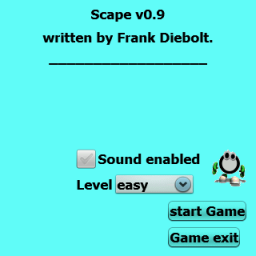 Scape v0.9
written by Frank Diebolt.
Sound enabled
Level easy
start Game
Game exit